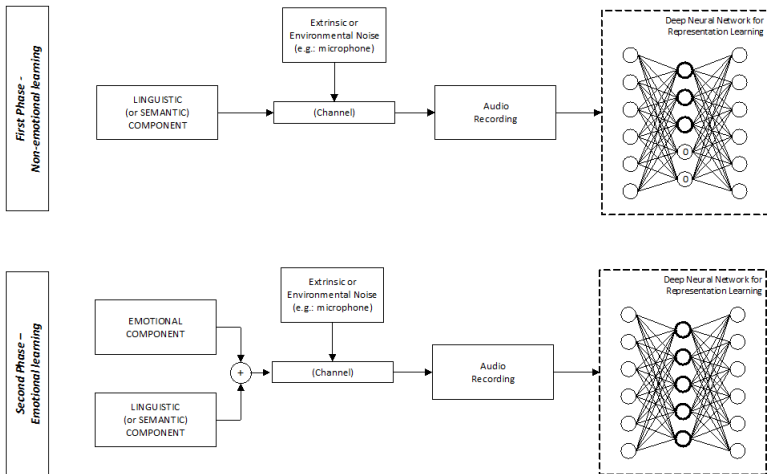 First Phase -
Non-emotional learning
LINGUISTIC
(or SEMANTIC)
COMPONENT
Extrinsic or
Environmental Noise
(e.g.: microphone)
(Channel)
Audio
Recording
Deep Neural Network for
Representation Learning
0
0
Second Phase –
Emotional learning
EMOTIONAL
COMPONENT
LINGUISTIC
(or SEMANTIC)
COMPONENT
+
Extrinsic or
Environmental Noise
(e.g.: microphone)
(Channel)
Audio
Recording
Deep Neural Network for
Representation Learning